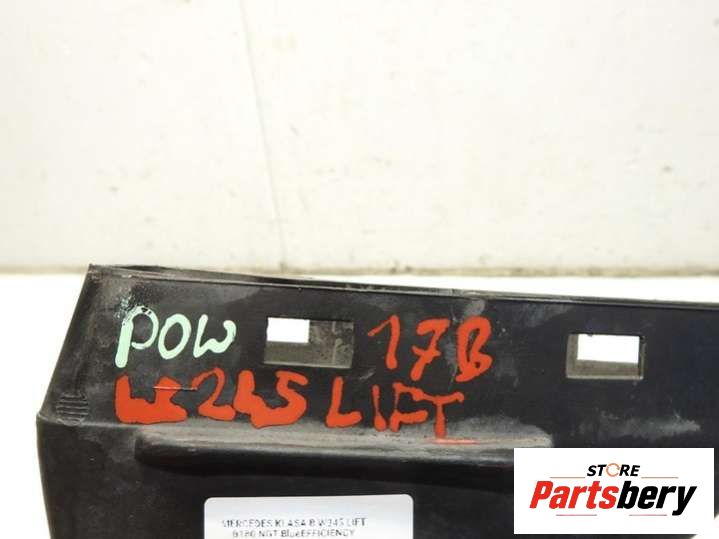 POW 17B
W245 LIFT
MERCEDES KLASA B W245 LIFT
B180 NGT BlueEFFICIENCY
STORE
Partsbery